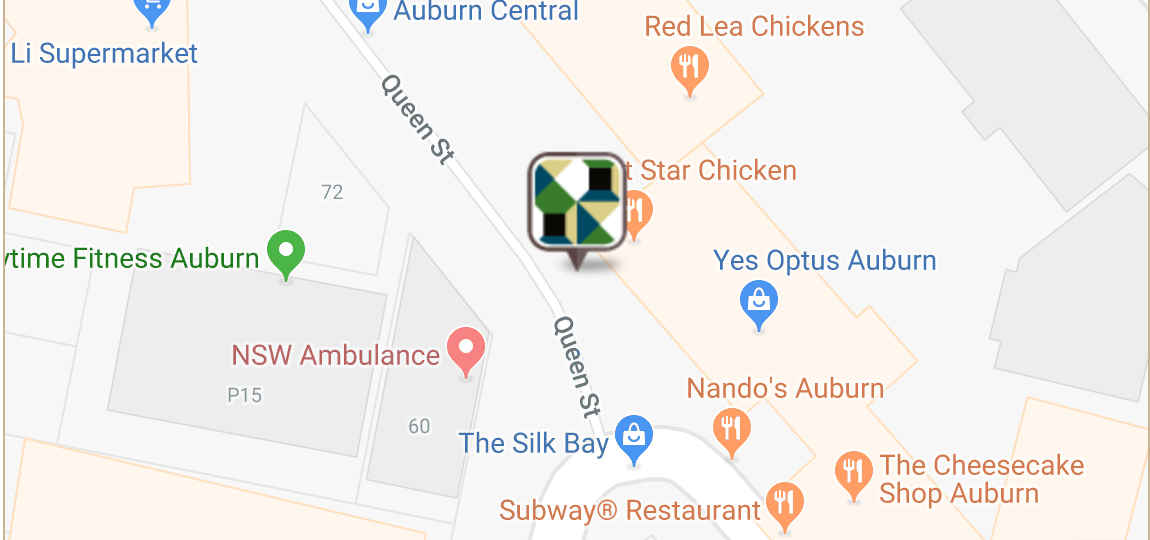 Auburn Central
Red Lea Chickens
Li Supermarket
Queen St
t Star Chicken
72
ytime Fitness Auburn
Yes Optus Auburn
Queen St
NSW Ambulance
P15
Nando's Auburn
60
The Silk Bay
The Cheesecake
Shop Auburn
Subway® Restaurant